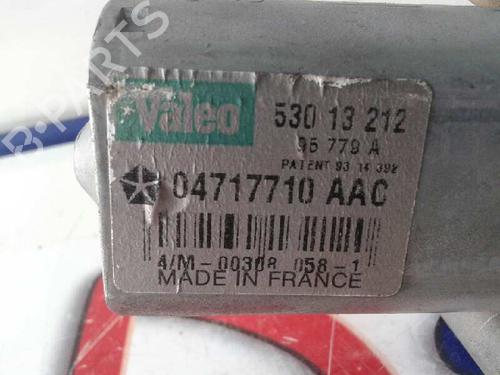 B-PARTS
Valeo 530 13 212
95 779 A
PATENT 93 14 392
04717710 AAC
4/M-00308 058-1
MADE IN FRANCE